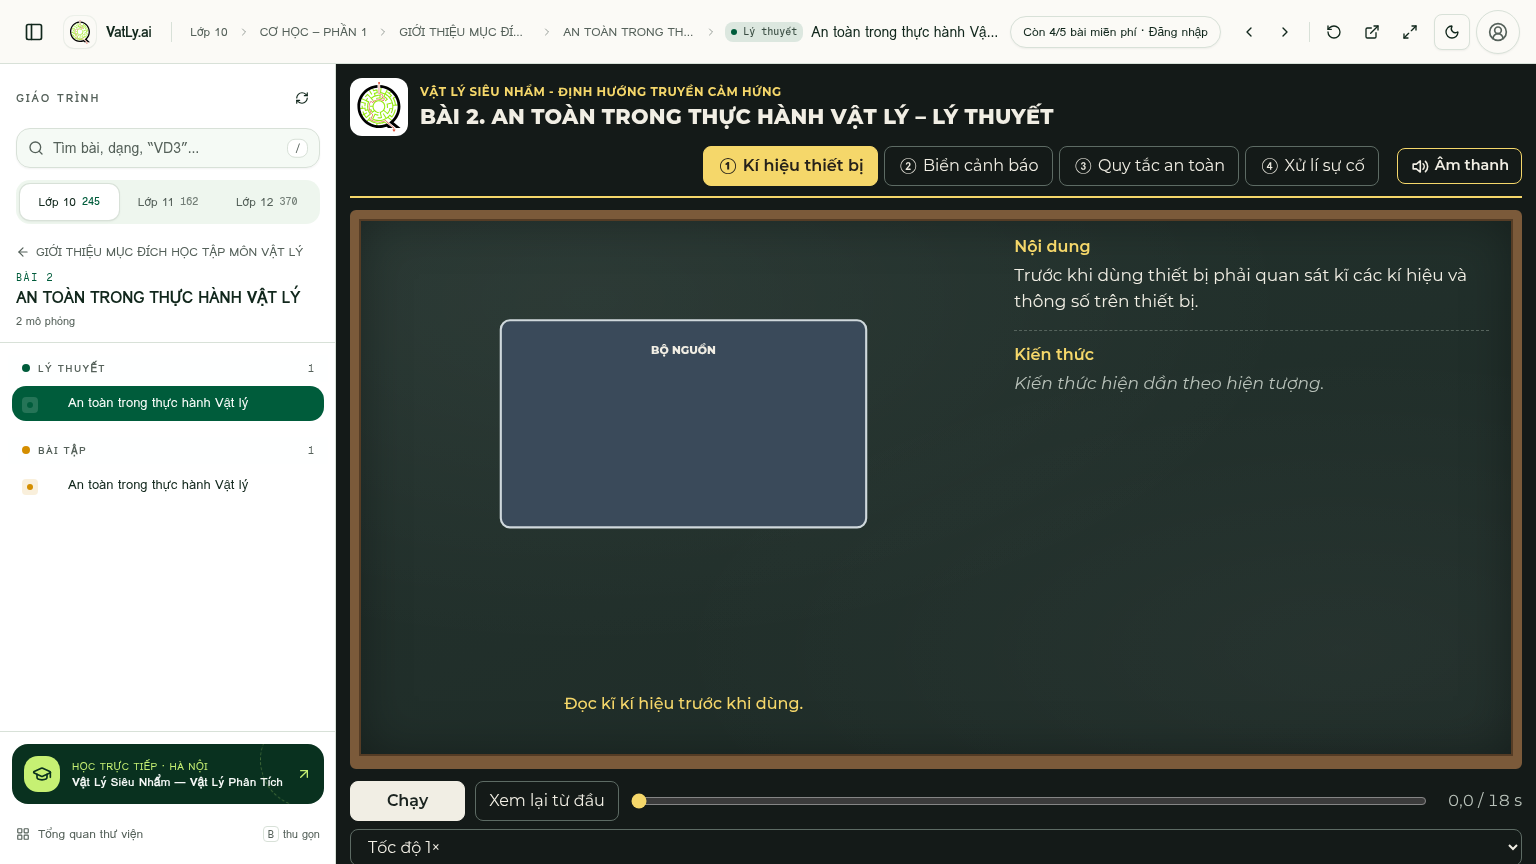 VatLy.ai
Lớp 10
CƠ HỌC – PHẦN 1
GIỚI THIỆU MỤC ĐÍ...
AN TOÀN TRONG TH...
Lý thuyết
An toàn trong thực hành Vậ...
Còn 4/5 bài miễn phí · Đăng nhập
GIÁO TRÌNH
Tìm bài, dạng, “VD3”...
/
Lớp 10 245
Lớp 11 162
Lớp 12 370
GIỚI THIỆU MỤC ĐÍCH HỌC TẬP MÔN VẬT LÝ
BÀI 2
AN TOÀN TRONG THỰC HÀNH VẬT LÝ
2 mô phỏng
LÝ THUYẾT 1
An toàn trong thực hành Vật lý
BÀI TẬP 1
An toàn trong thực hành Vật lý
HỌC TRỰC TIẾP · HÀ NỘI
Vật Lý Siêu Nhẩm — Vật Lý Phân Tích
Tổng quan thư viện
B thu gọn
VẬT LÝ SIÊU NHẨM - ĐỊNH HƯỚNG TRUYỀN CẢM HỨNG
BÀI 2. AN TOÀN TRONG THỰC HÀNH VẬT LÝ – LÝ THUYẾT
① Kí hiệu thiết bị
② Biển cảnh báo
③ Quy tắc an toàn
④ Xử lí sự cố
Âm thanh
BỘ NGUỒN
Đọc kĩ kí hiệu trước khi dùng.
Nội dung
Trước khi dùng thiết bị phải quan sát kĩ các kí hiệu và
thông số trên thiết bị.
Kiến thức
Kiến thức hiện dần theo hiện tượng.
Chạy
Xem lại từ đầu
0,0 / 18 s
Tốc độ 1×